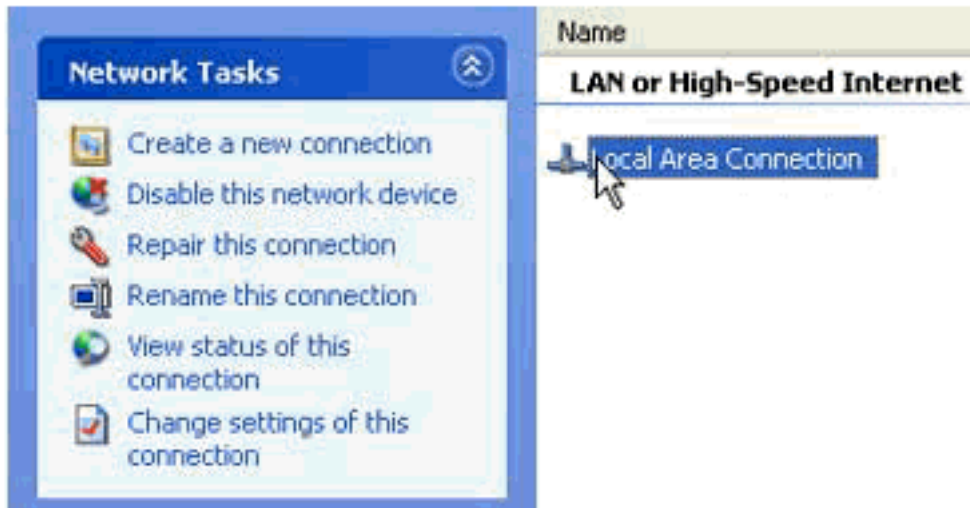 Network Tasks
Create a new connection
Disable this network device
Repair this connection
Rename this connection
View status of this
connection
Change settings of this
connection
Name
LAN or High-Speed Internet
Local Area Connection